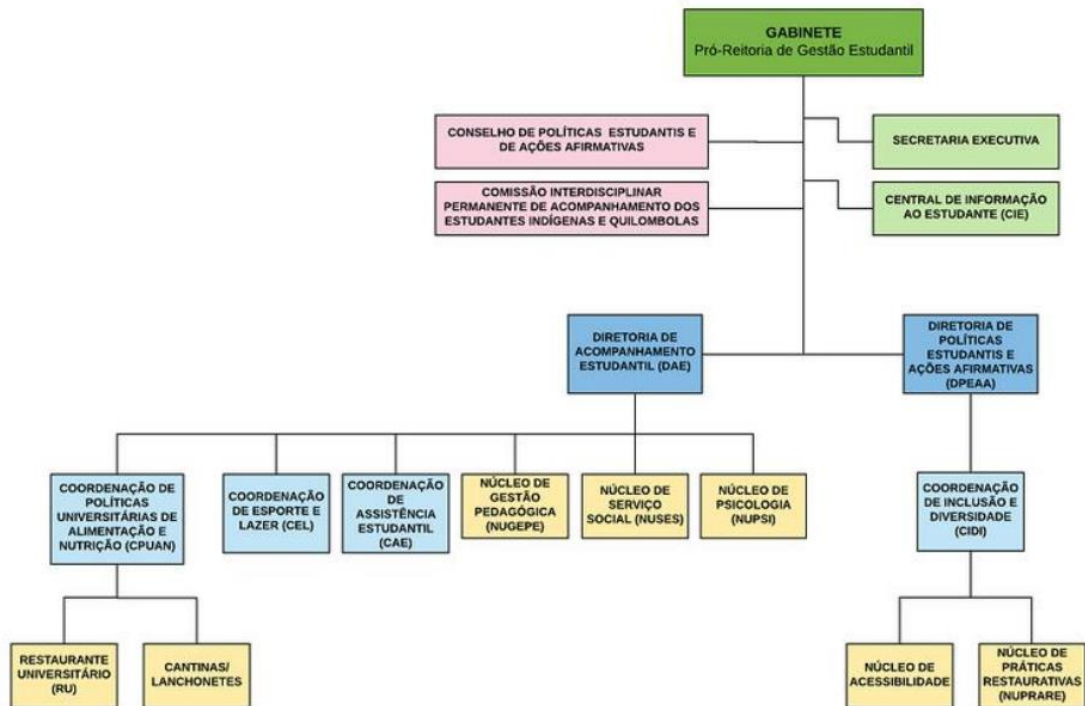 GABINETE
Pró-Reitoria de Gestão Estudantil
CONSELHO DE POLÍTICAS ESTUDANTIS E
DE AÇÕES AFIRMATIVAS
SECRETARIA EXECUTIVA
COMISSÃO INTERDISCIPLINAR
PERMANENTE DE ACOMPANHAMENTO DOS
ESTUDANTES INDÍGENAS E QUILOMBOLAS
CENTRAL DE INFORMAÇÃO
AO ESTUDANTE (CIE)
DIRETORIA DE
ACOMPANHAMENTO
ESTUDANTIL (DAE)
DIRETORIA DE
POLÍTICAS
ESTUDANTIS E
AÇÕES AFIRMATIVAS
(DPEAA)
COORDENAÇÃO DE
POLÍTICAS
UNIVERSITÁRIAS DE
ALIMENTAÇÃO E
NUTRIÇÃO (CPUAN)
COORDENAÇÃO
DE ESPORTE E
LAZER (CEL)
COORDENAÇÃO
DE
ASSISTÊNCIA
ESTUDANTIL
(CAE)
NÚCLEO DE
GESTÃO
PEDAGÓGICA
(NUGEPE)
NÚCLEO DE
SERVIÇO
SOCIAL (NUSES)
NÚCLEO DE
PSICOLOGIA
(NUPSI)
COORDENAÇÃO
DE INCLUSÃO E
DIVERSIDADE
(CIDI)
RESTAURANTE
UNIVERSITÁRIO
(RU)
CANTINAS/
LANCHONETES
NÚCLEO DE
ACESSIBILIDADE
NÚCLEO DE
PRÁTICAS
RESTAURATIVAS
(NUPRARE)